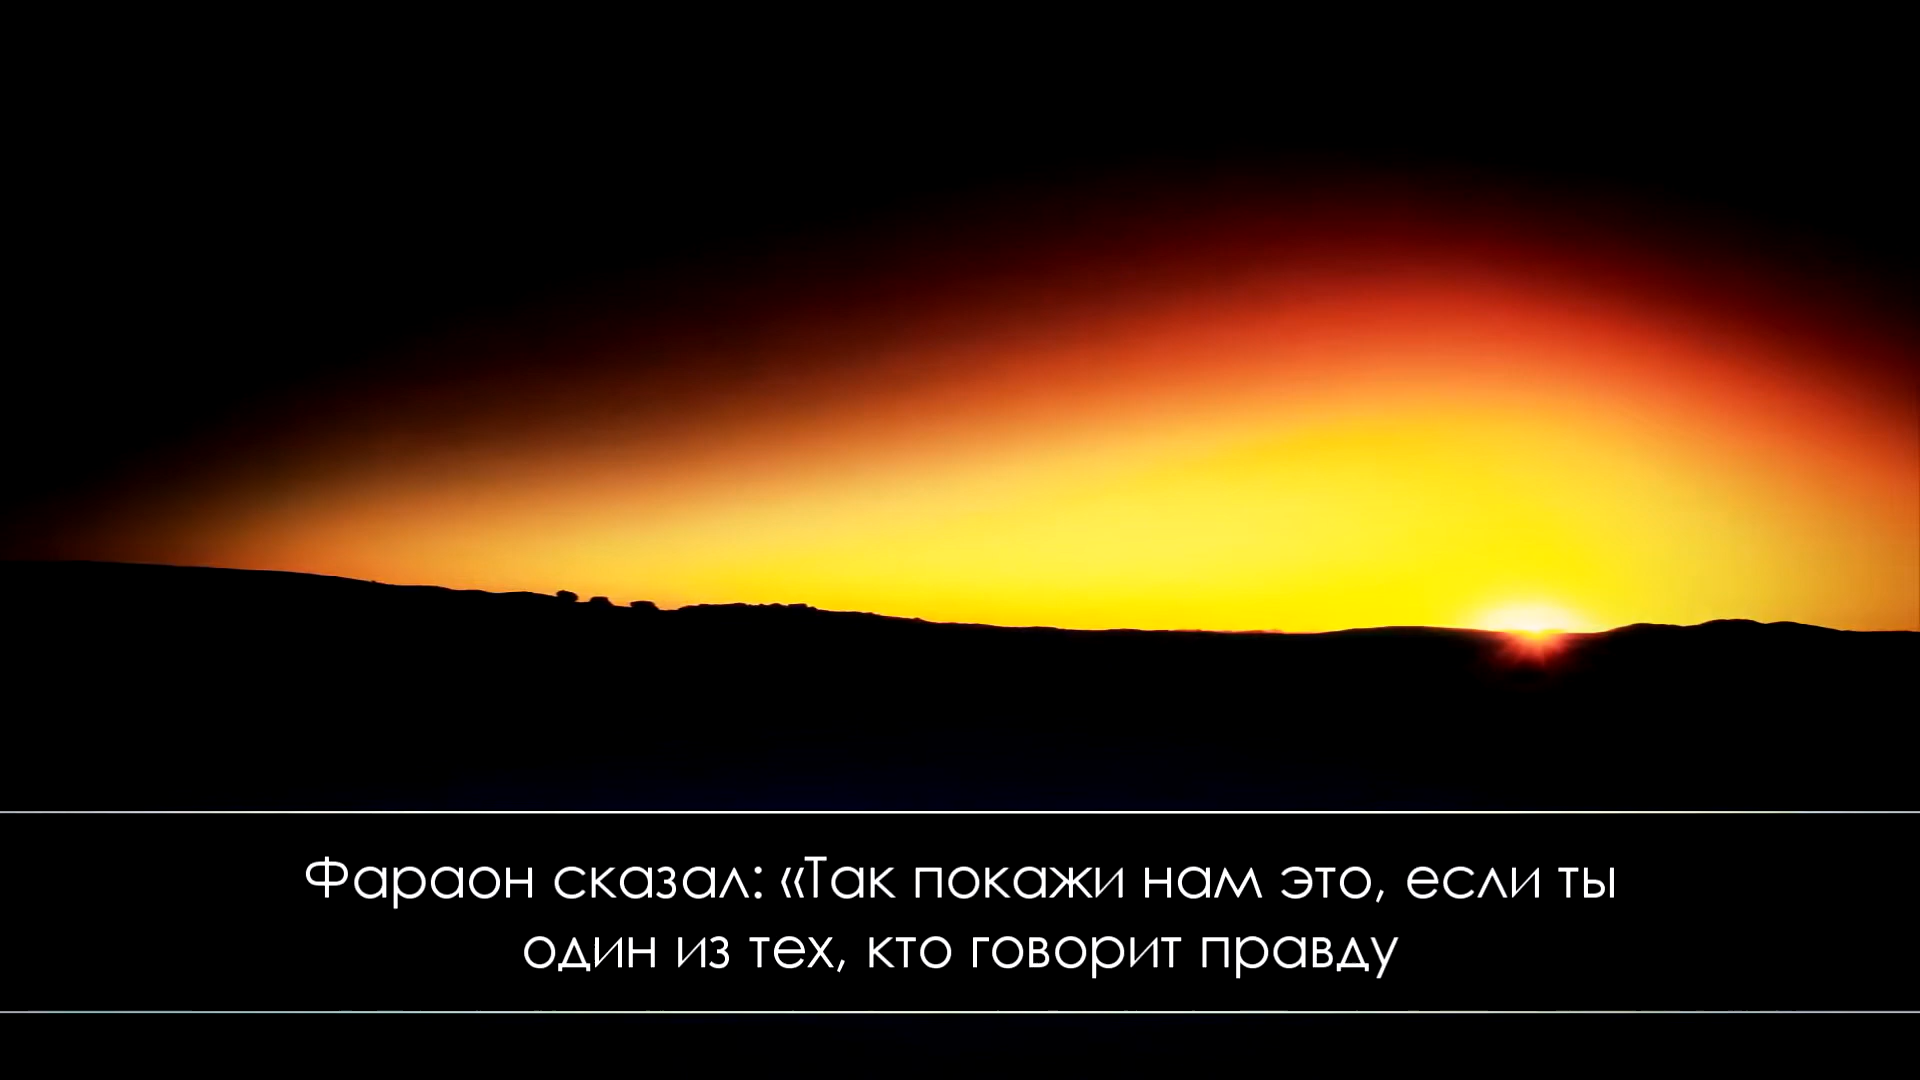 Фараон сказал: «Так покажи нам это, если ты
один из тех, кто говорит правду